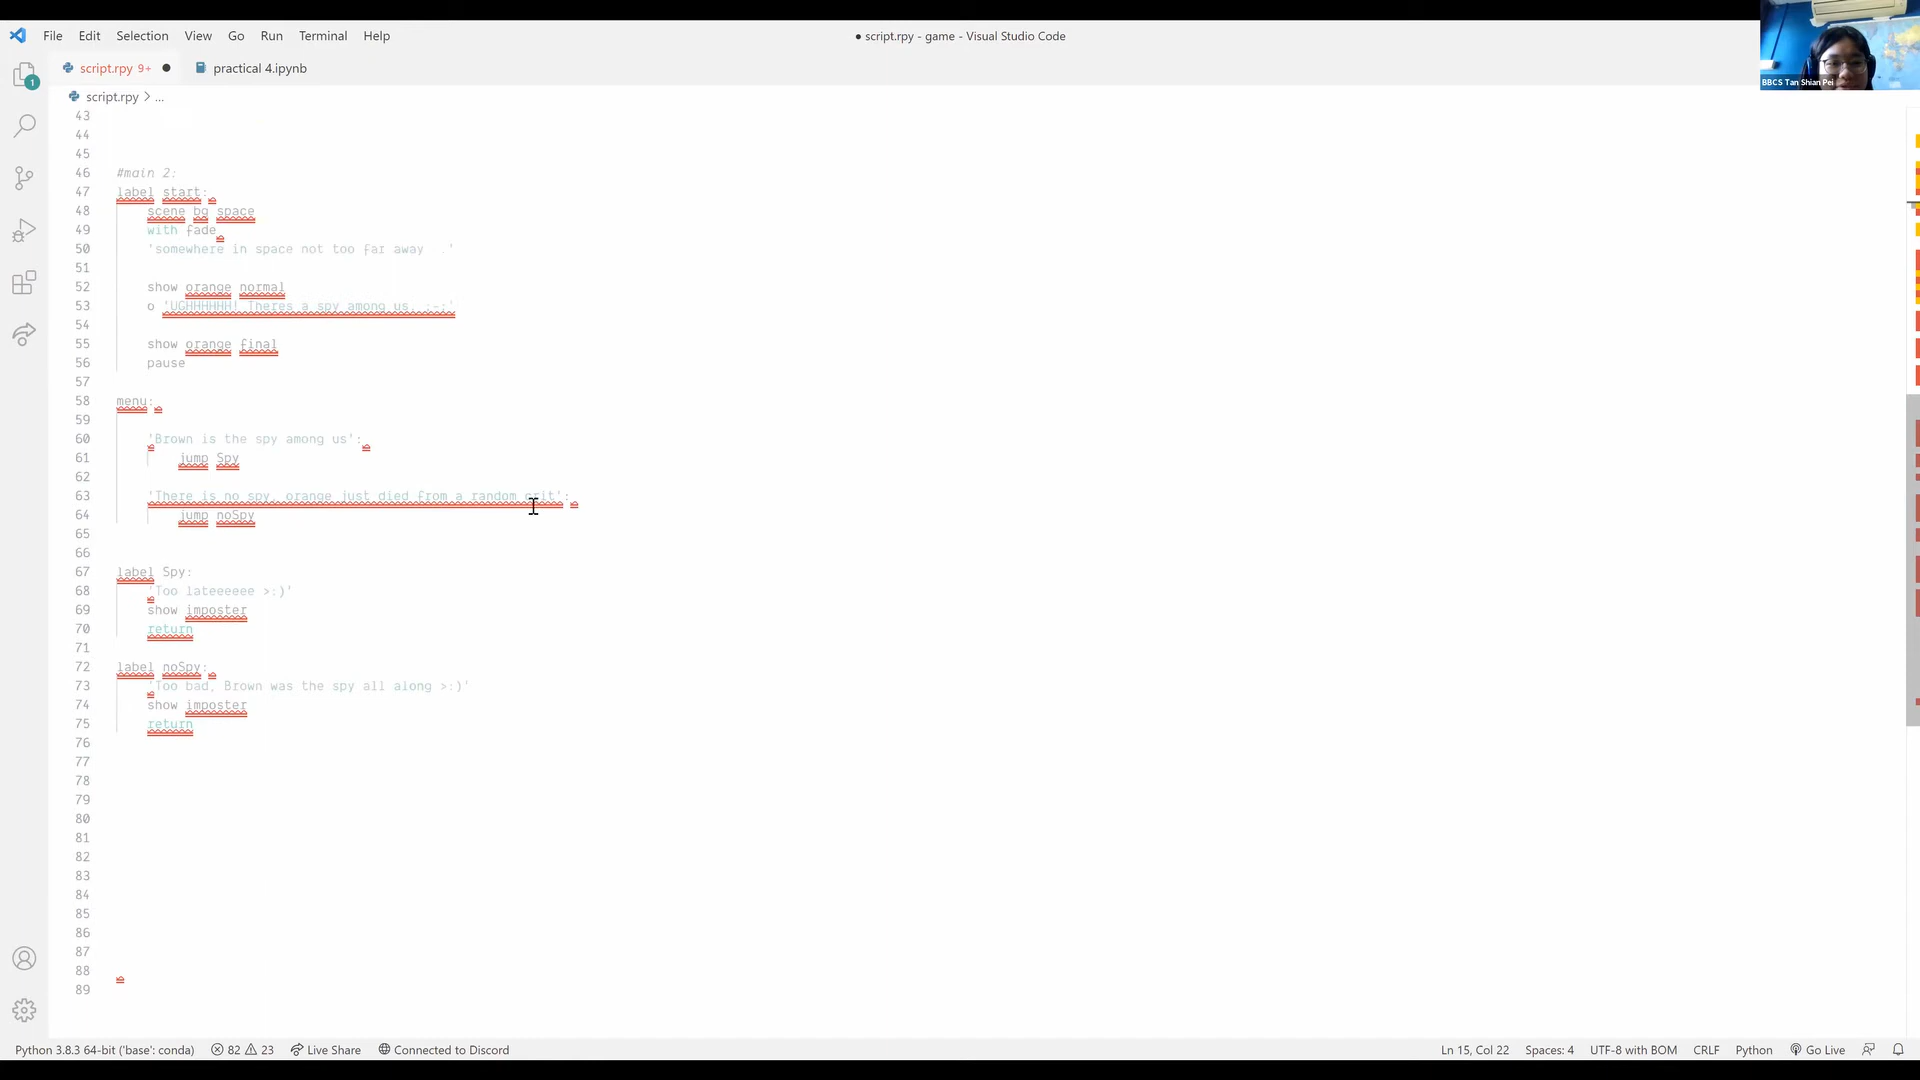 File Edit Selection View Go Run Terminal Help
● script.rpy - game - Visual Studio Code
BBCS Tan Shian Pei
1
script.rpy 9+ ●
practical 4.ipynb
script.rpy > ...
43
44
45
46 #main 2:
47 label start:
48 scene bg space
49 with fade
50 'somewhere in space not too far away .'
51
52 show orange normal
53 o 'UGHHHHHH! Theres a spy among us. ;-;'
54
55 show orange final
56 pause
57
58 menu:
59
60 'Brown is the spy among us':
61 jump Spy
62
63 'There is no spy, orange just died from a random grit':
64 jump noSpy
65
66
67 label Spy:
68 'Too lateeeeee >:)'
69 show imposter
70 return
71
72 label noSpy:
73 'Too bad, Brown was the spy all along >:)'
74 show imposter
75 return
76
77
78
79
80
81
82
83
84
85
86
87
88
89
Python 3.8.3 64-bit ('base': conda) 82 23 Live Share Connected to Discord Ln 15, Col 22 Spaces: 4 UTF-8 with BOM CRLF Python Go Live